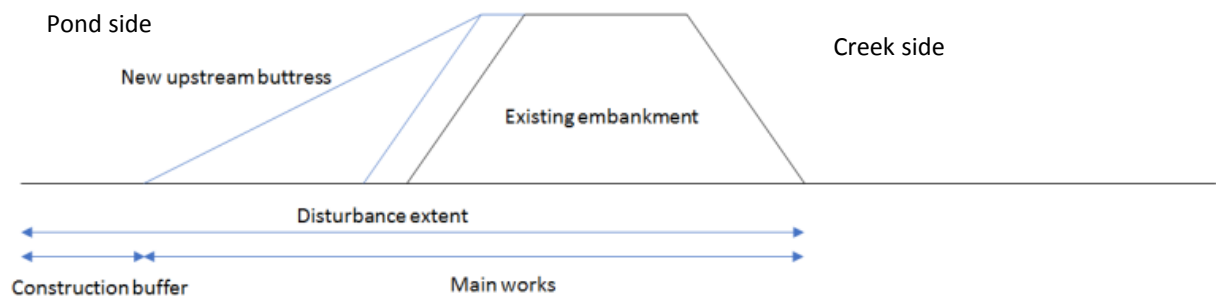 Pond side
Creek side
New upstream buttress
Existing embankment
Disturbance extent
Construction buffer
Main works